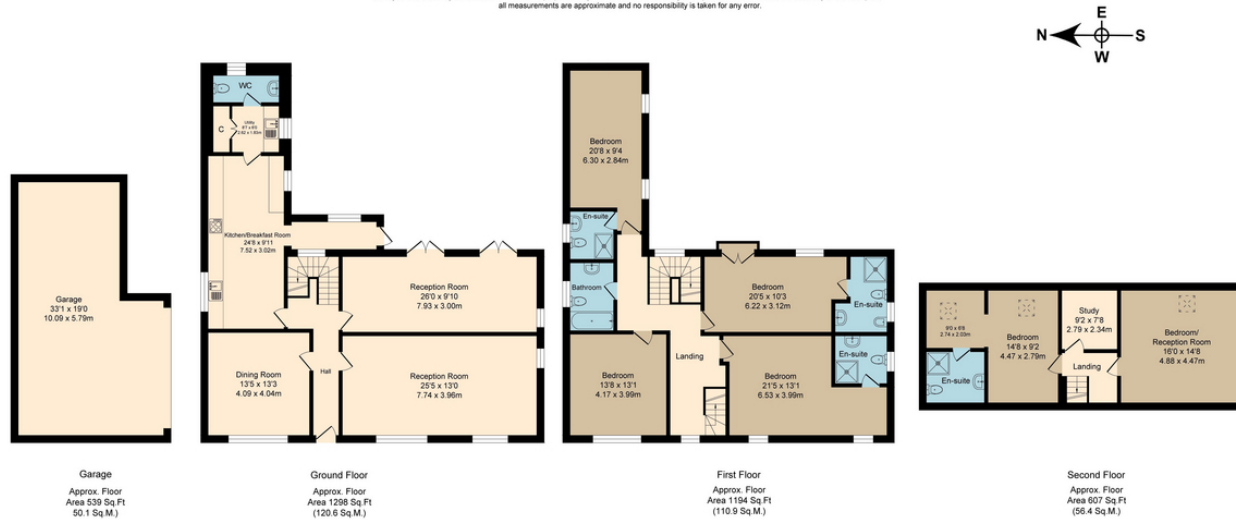 all measurements are approximate and no responsibility is taken for any error.
E
N
S
W
WC
C
Utility
Kitchen/Breakfast Room
24'8 x 9'11
7.52 x 3.02m
Reception Room
26'0 x 9'10
7.93 x 3.00m
Dining Room
13'5 x 13'3
4.09 x 4.04m
Hall
Reception Room
25'5 x 13'0
7.74 x 3.96m
Garage
33'1 x 19'0
10.09 x 5.79m
Bedroom
20'8 x 9'4
6.30 x 2.84m
En-suite
Bathroom
Bedroom
20'5 x 10'3
6.22 x 3.12m
En-suite
En-suite
Landing
Bedroom
13'8 x 13'1
4.17 x 3.99m
Bedroom
21'5 x 13'1
6.53 x 3.99m
9'0 x 6'8
2.74 x 2.03m
En-suite
Bedroom
14'8 x 9'2
4.47 x 2.79m
Study
9'2 x 7'8
2.79 x 2.34m
Landing
Bedroom/
Reception Room
16'0 x 14'8
4.88 x 4.47m
Garage
Approx. Floor
Area 539 Sq.Ft
50.1 Sq.M.)
Ground Floor
Approx. Floor
Area 1298 Sq.Ft
(120.6 Sq.M.)
First Floor
Approx. Floor
Area 1194 Sq.Ft
(110.9 Sq.M.)
Second Floor
Approx. Floor
Area 607 Sq.Ft
(56.4 Sq.M.)